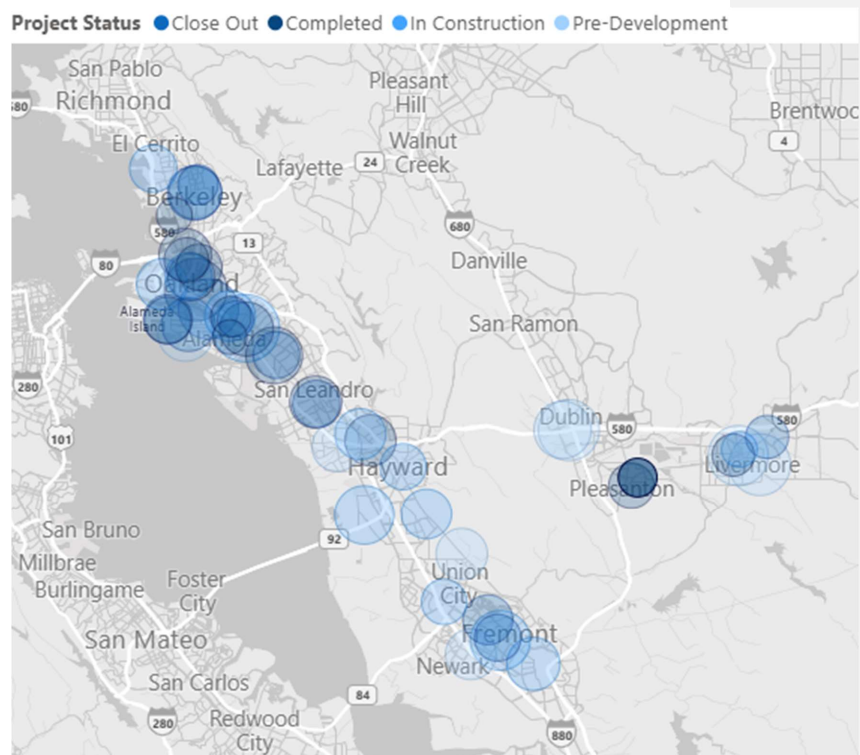 Project Status Close Out Completed In Construction Pre-Development
San Pablo
Richmond
Pleasant
Hill
Brentwoo
80
El Cerrito
Walnut
Creek
4
Lafayette
24
Berkeley
580
680
13
80
Danville
Oakland
Alameda
Island
Alameda
San Ramon
280
San Leandro
Dublin
580
580
101
Hayward
Livermore
Pleasanton
San Bruno
92
Millbrae
Burlingame
Foster
City
Union
City
San Mateo
Fremont
Newark
San Carlos
84
280
Redwood
City
880